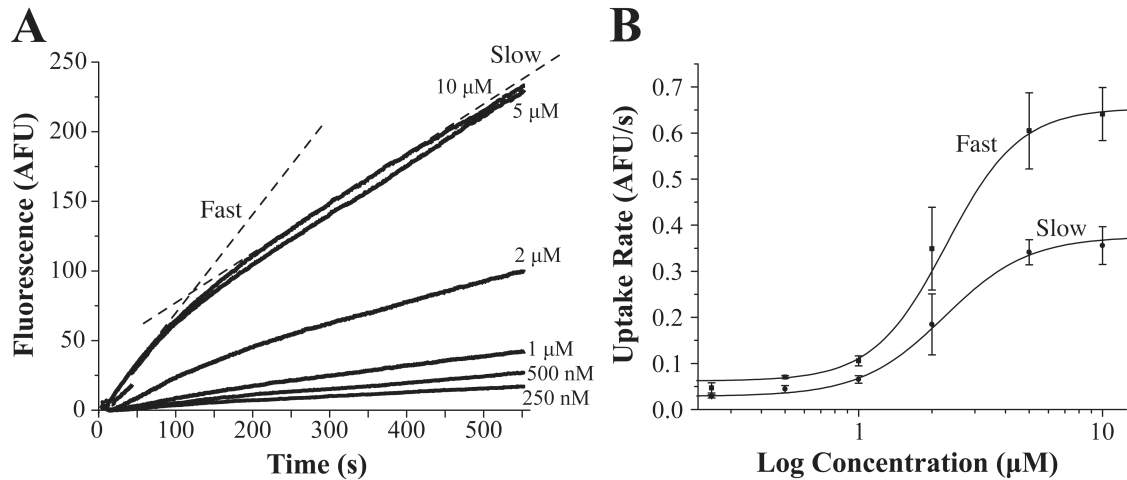 A
250
200
150
100
50
0
Fluorescence (AFU)
0
100
200
300
400
500
Time (s)
Slow
10 μM
5 μM
Fast
2 μM
1 μM
500 nM
250 nM
B
0.7
0.6
0.5
0.4
0.3
0.2
0.1
0.0
Uptake Rate (AFU/s)
1
10
Log Concentration (μM)
Fast
Slow